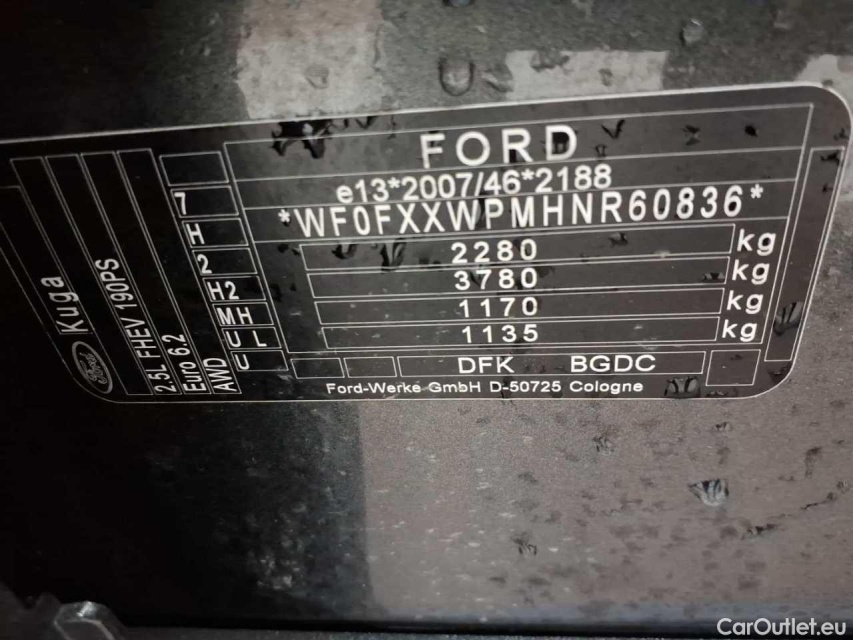 FORD
e13*2007/46*2188
*WF0FXXWPMHNR60836*
2280 kg
3780 kg
1170 kg
1135 kg
DFK BGDC
Ford-Werke GmbH D-50725 Cologne
7
H
2
H2
MH
U L
U
Kuga
Ford
2.5L FHEV 190PS
Euro 6.2
AWD
CarOutlet.eu